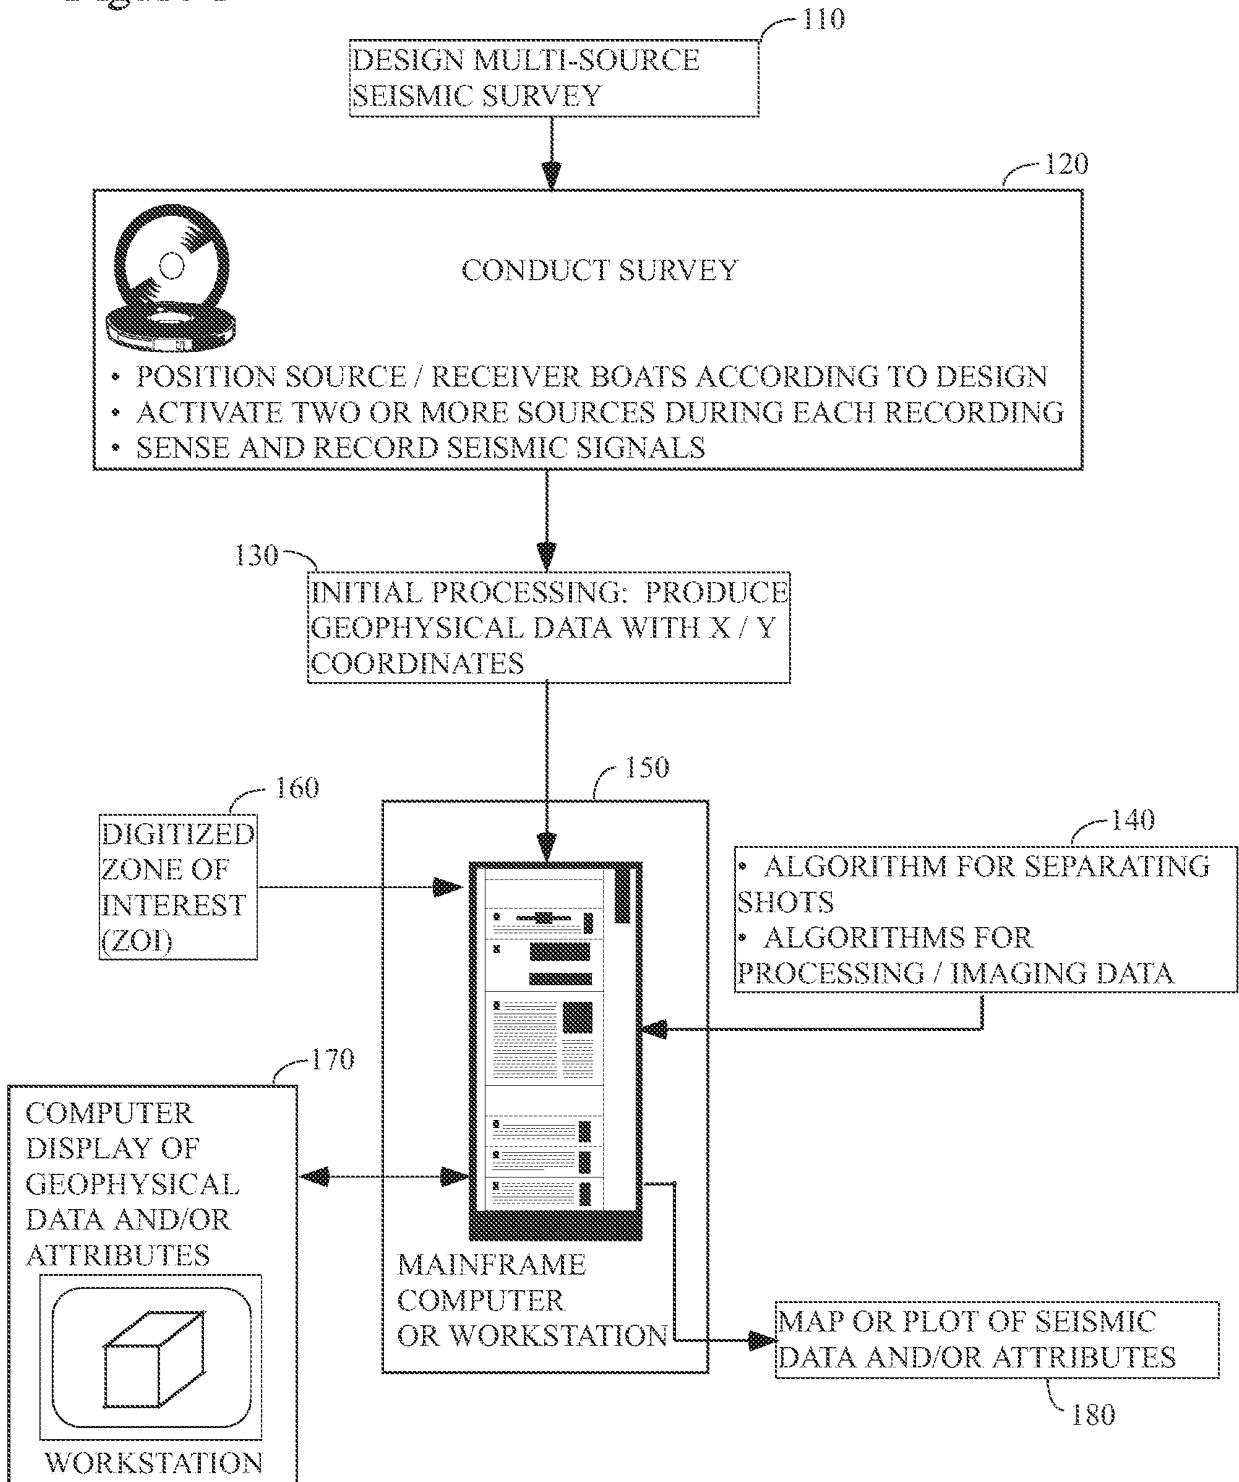 110
DESIGN MULTI-SOURCE
SEISMIC SURVEY
120
CONDUCT SURVEY
• POSITION SOURCE / RECEIVER BOATS ACCORDING TO DESIGN
• ACTIVATE TWO OR MORE SOURCES DURING EACH RECORDING
• SENSE AND RECORD SEISMIC SIGNALS
130
INITIAL PROCESSING: PRODUCE
GEOPHYSICAL DATA WITH X / Y
COORDINATES
160
DIGITIZED
ZONE OF
INTEREST
(ZOI)
150
140
• ALGORITHM FOR SEPARATING
SHOTS
• ALGORITHMS FOR
PROCESSING / IMAGING DATA
170
COMPUTER
DISPLAY OF
GEOPHYSICAL
DATA AND/OR
ATTRIBUTES
WORKSTATION
MAINFRAME
COMPUTER
OR WORKSTATION
MAP OR PLOT OF SEISMIC
DATA AND/OR ATTRIBUTES
180